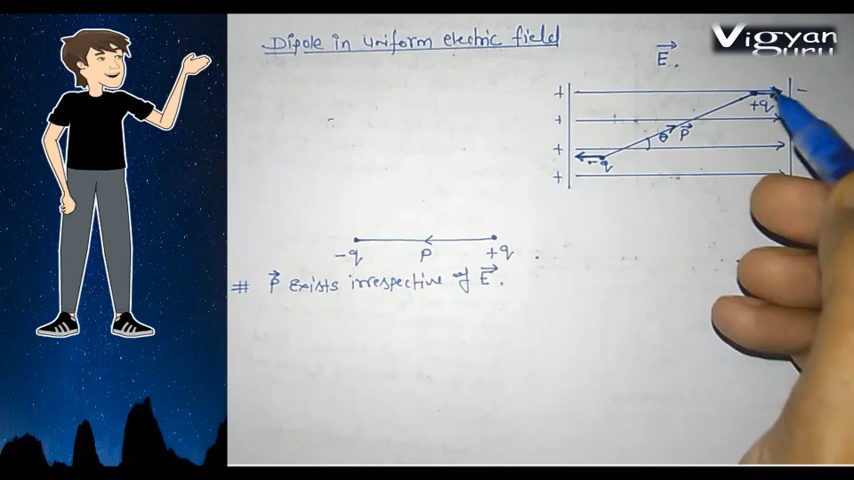 Dipole in uniform electric field
Vigyan
guru
E.
+ -
+q
+
θ P
+
-q
+
-q P +q
# P exists irrespective of E.